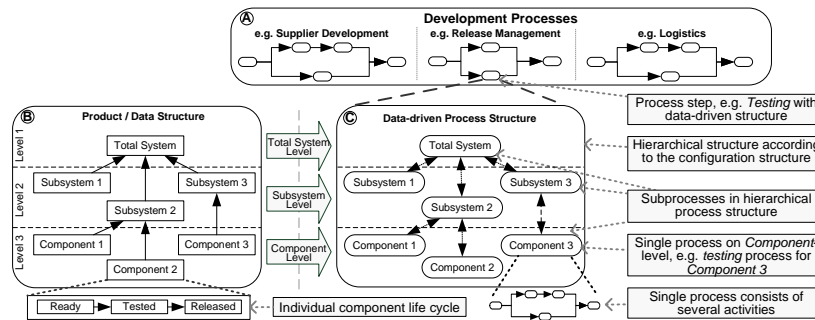 A
Development Processes
e.g. Supplier Development
e.g. Release Management
e.g. Logistics
B
Product / Data Structure
Level 1
Total System
Level 2
Subsystem 1
Subsystem 3
Subsystem 2
Level 3
Component 1
Component 3
Component 2
Ready
Tested
Released
Total System
Level
Subsystem
Level
Component
Level
C
Data-driven Process Structure
Total System
Subsystem 1
Subsystem 3
Subsystem 2
Component 1
Component 3
Component 2
Process step, e.g. Testing with
data-driven structure
Hierarchical structure according
to the configuration structure
Subprocesses in hierarchical
process structure
Single process on Component-
level, e.g. testing process for
Component 3
Individual component life cycle
Single process consists of
several activities